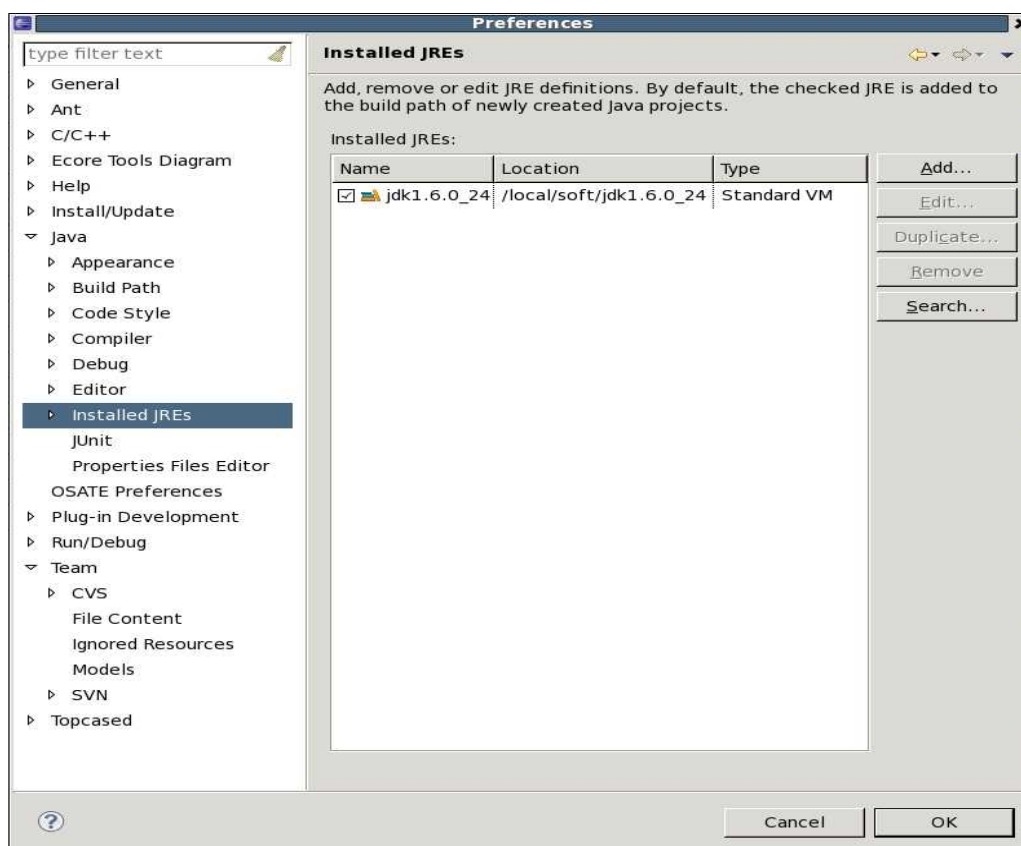 Preferences
type filter text
General
Ant
C/C++
Ecore Tools Diagram
Help
Install/Update
Java
Appearance
Build Path
Code Style
Compiler
Debug
Editor
Installed JREs
JUnit
Properties Files Editor
OSATE Preferences
Plug-in Development
Run/Debug
Team
CVS
File Content
Ignored Resources
Models
SVN
Topcased
Installed JREs
Add, remove or edit JRE definitions. By default, the checked JRE is added to
the build path of newly created Java projects.
Installed JREs:
Name Location Type
jdk1.6.0_24 /local/soft/jdk1.6.0_24 Standard VM
Add...
Edit...
Duplicate...
Remove
Search...
Cancel OK